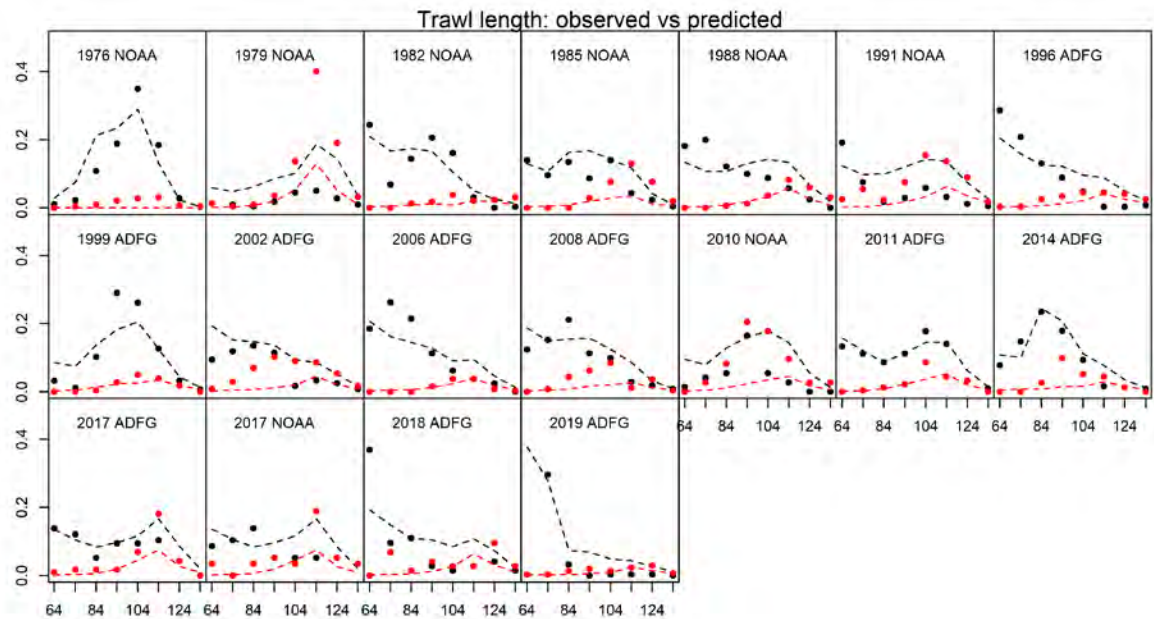 Trawl length: observed vs predicted
1976 NOAA 1979 NOAA 1982 NOAA 1985 NOAA 1988 NOAA 1991 NOAA 1996 ADFG
0.4
0.2
0.0
1999 ADFG 2002 ADFG 2006 ADFG 2008 ADFG 2010 NOAA 2011 ADFG 2014 ADFG
0.4
0.2
0.0
64 84 104 124 64 84 104 124 64 84 104 124
2017 ADFG 2017 NOAA 2018 ADFG 2019 ADFG
0.4
0.2
0.0
64 84 104 124 64 84 104 124 64 84 104 124 64 84 104 124